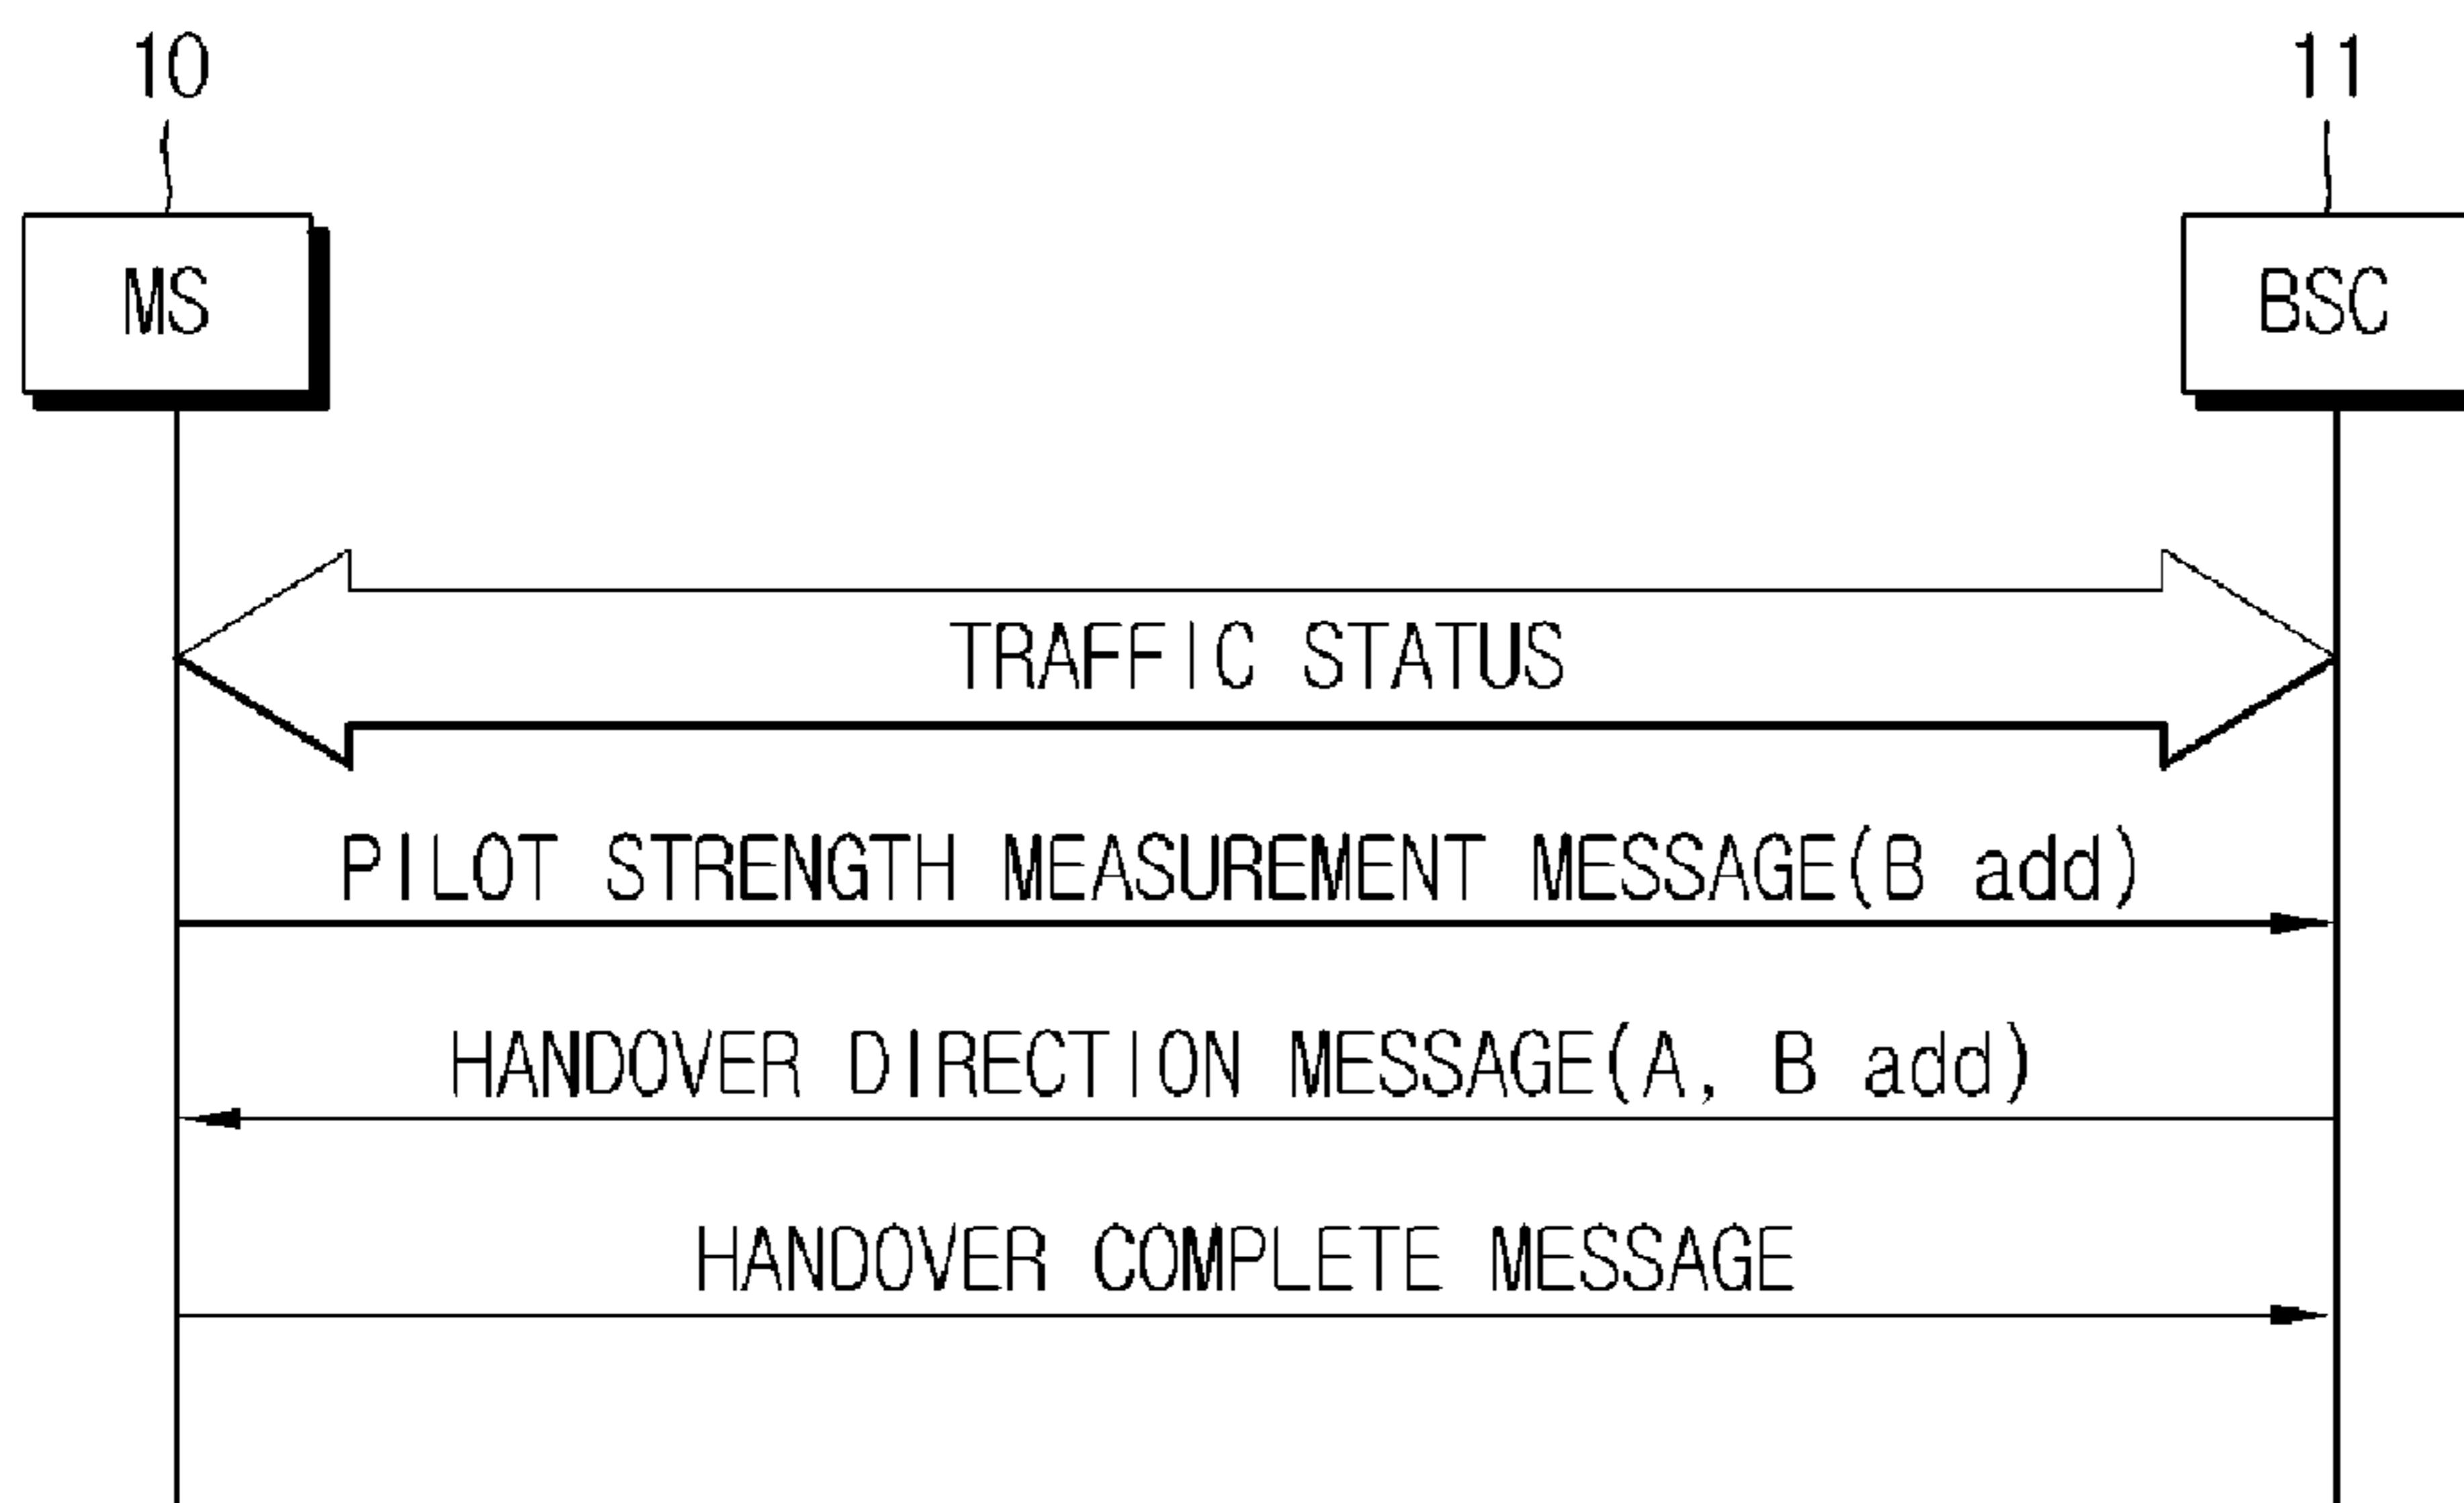 10
11
MS
BSC
TRAFFIC STATUS
PILOT STRENGTH MEASUREMENT MESSAGE(B add)
HANDOVER DIRECTION MESSAGE(A, B add)
HANDOVER COMPLETE MESSAGE